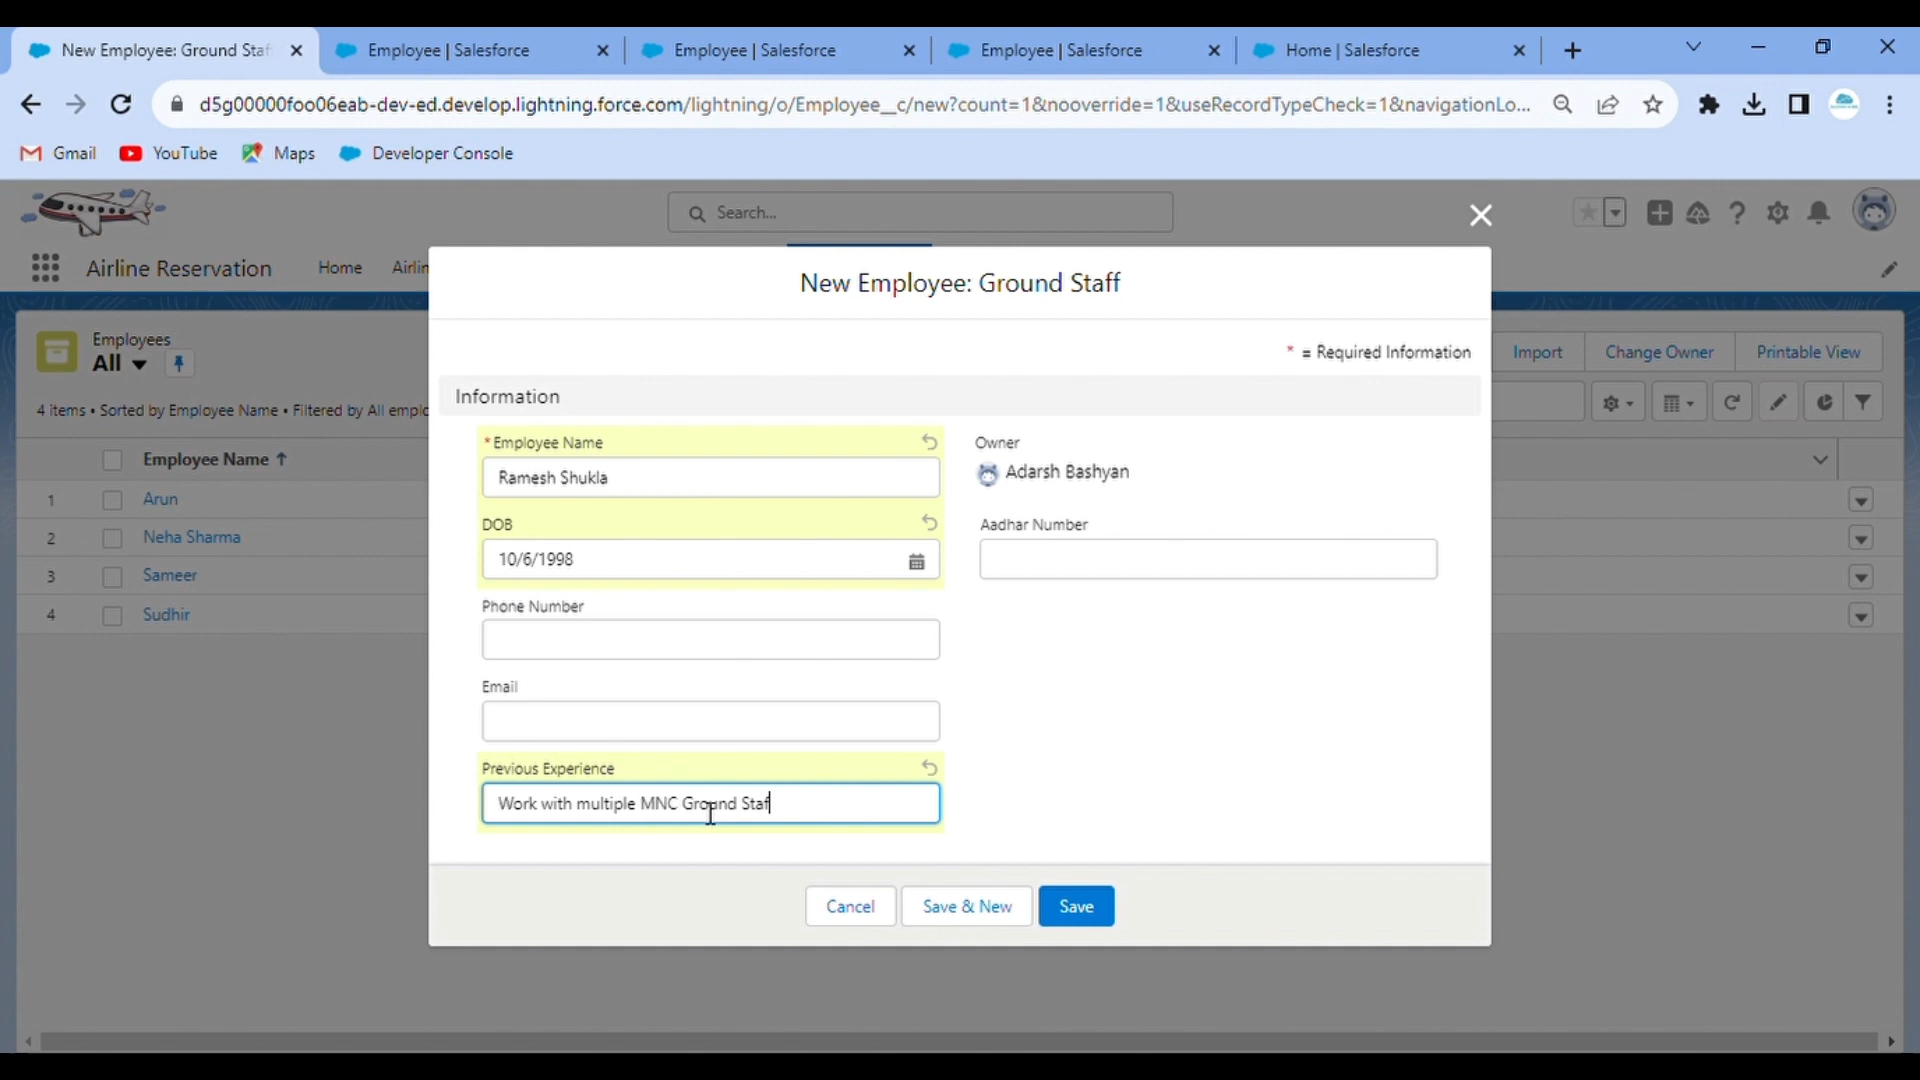 New Employee: Ground Staf
Employee | Salesforce
Employee | Salesforce
Employee | Salesforce
Home | Salesforce
d5g00000foo06eab-dev-ed.develop.lightning.force.com/lightning/o/Employee__c/new?count=1&nooverride=1&useRecordTypeCheck=1&navigationLo...
Gmail
YouTube
Maps
Developer Console
Search...
Airline Reservation
Home
Airlin
New Employee: Ground Staff
* = Required Information
Employees
All
Import
Change Owner
Printable View
4 items • Sorted by Employee Name • Filtered by All emplo
Information
Employee Name ↑
1 Arun
2 Neha Sharma
3 Sameer
4 Sudhir
* Employee Name
Ramesh Shukla
Owner
Adarsh Bashyan
DOB
10/6/1998
Aadhar Number
Phone Number
Email
Previous Experience
Work with multiple MNC Ground Staf
Cancel
Save & New
Save